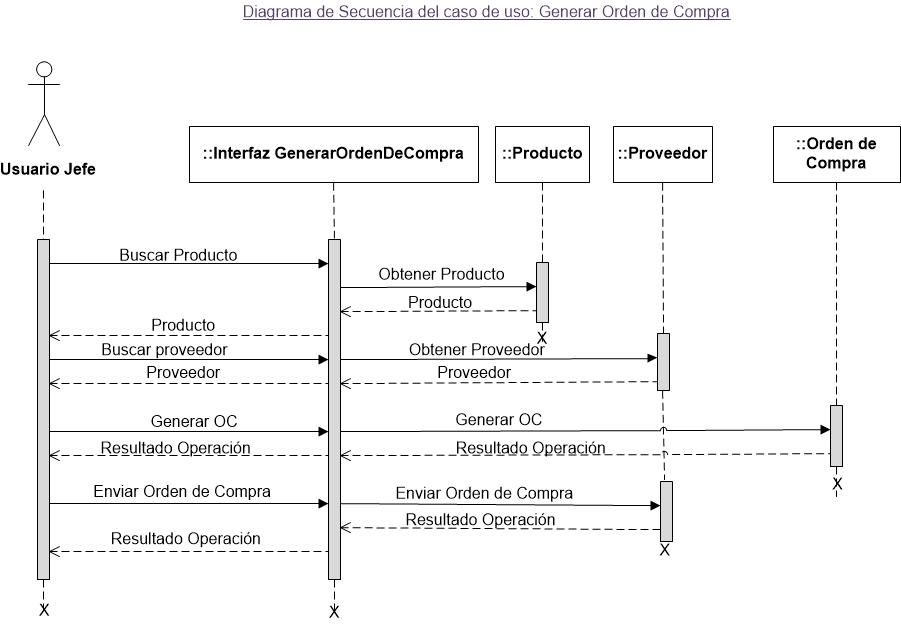 Diagrama de Secuencia del caso de uso: Generar Orden de Compra
Usuario Jefe
::Interfaz GenerarOrdenDeCompra
::Producto
::Proveedor
::Orden de
Compra
Buscar Producto
Obtener Producto
Producto
Producto
X
Buscar proveedor
Obtener Proveedor
Proveedor
Proveedor
Generar OC
Generar OC
Resultado Operación
Resultado Operación
X
Enviar Orden de Compra
Enviar Orden de Compra
Resultado Operación
Resultado Operación
X
X
X